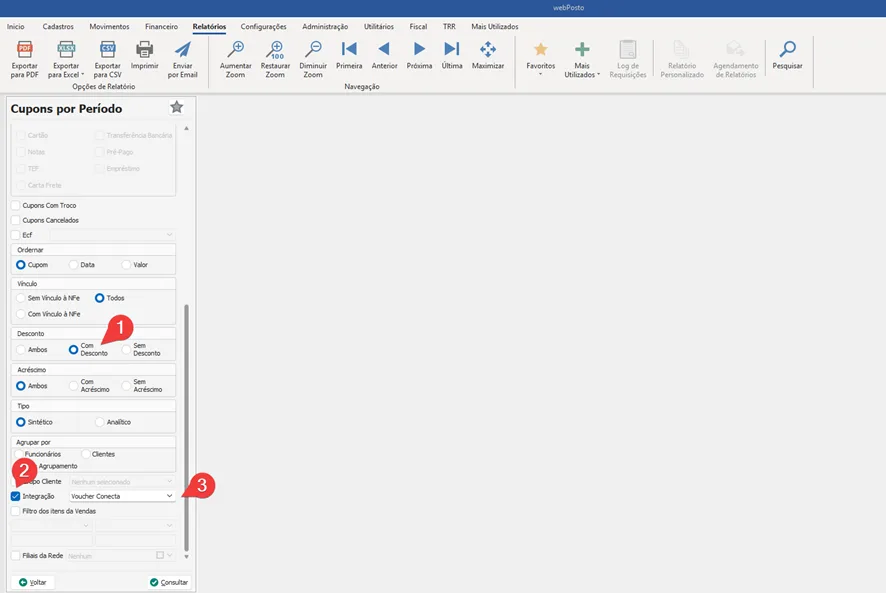 webPosto
Início Cadastros Movimentos Financeiro Relatórios Configurações Administração Utilitários Fiscal TRR Mais Utilizados
PDF XLSX CSV 100
Exportar para PDF
Exportar para Excel
Exportar para CSV
Imprimir
Enviar por Email
Aumentar Zoom
Restaurar Zoom
Diminuir Zoom
Primeira
Anterior
Próxima
Última
Maximizar
Favoritos
Mais Utilizados
Log de Requisições
Relatório Personalizado
Agendamento de Relatórios
Pesquisar
Opções de Relatório Navegação
Cupons por Período
Cartão Transferência Bancária
Notas Pré-Pago
TEF Empréstimo
Carta Frete
Cupons Com Troco
Cupons Cancelados
Ecf
Ordernar
Cupom Data Valor
Vínculo
Sem Vínculo à NFe Todos
Com Vínculo à NFe
1
Desconto
Ambos Com Desconto Sem Desconto
Acréscimo
Ambos Com Acréscimo Sem Acréscimo
Tipo
Sintético Analítico
Agrupar por
Funcionários Clientes
2 Agrupamento
Cliente Nenhum selecionado
Integração Voucher Conecta 3
Filtro dos itens da Vendas
Filiais da Rede Nenhum
Voltar Consultar